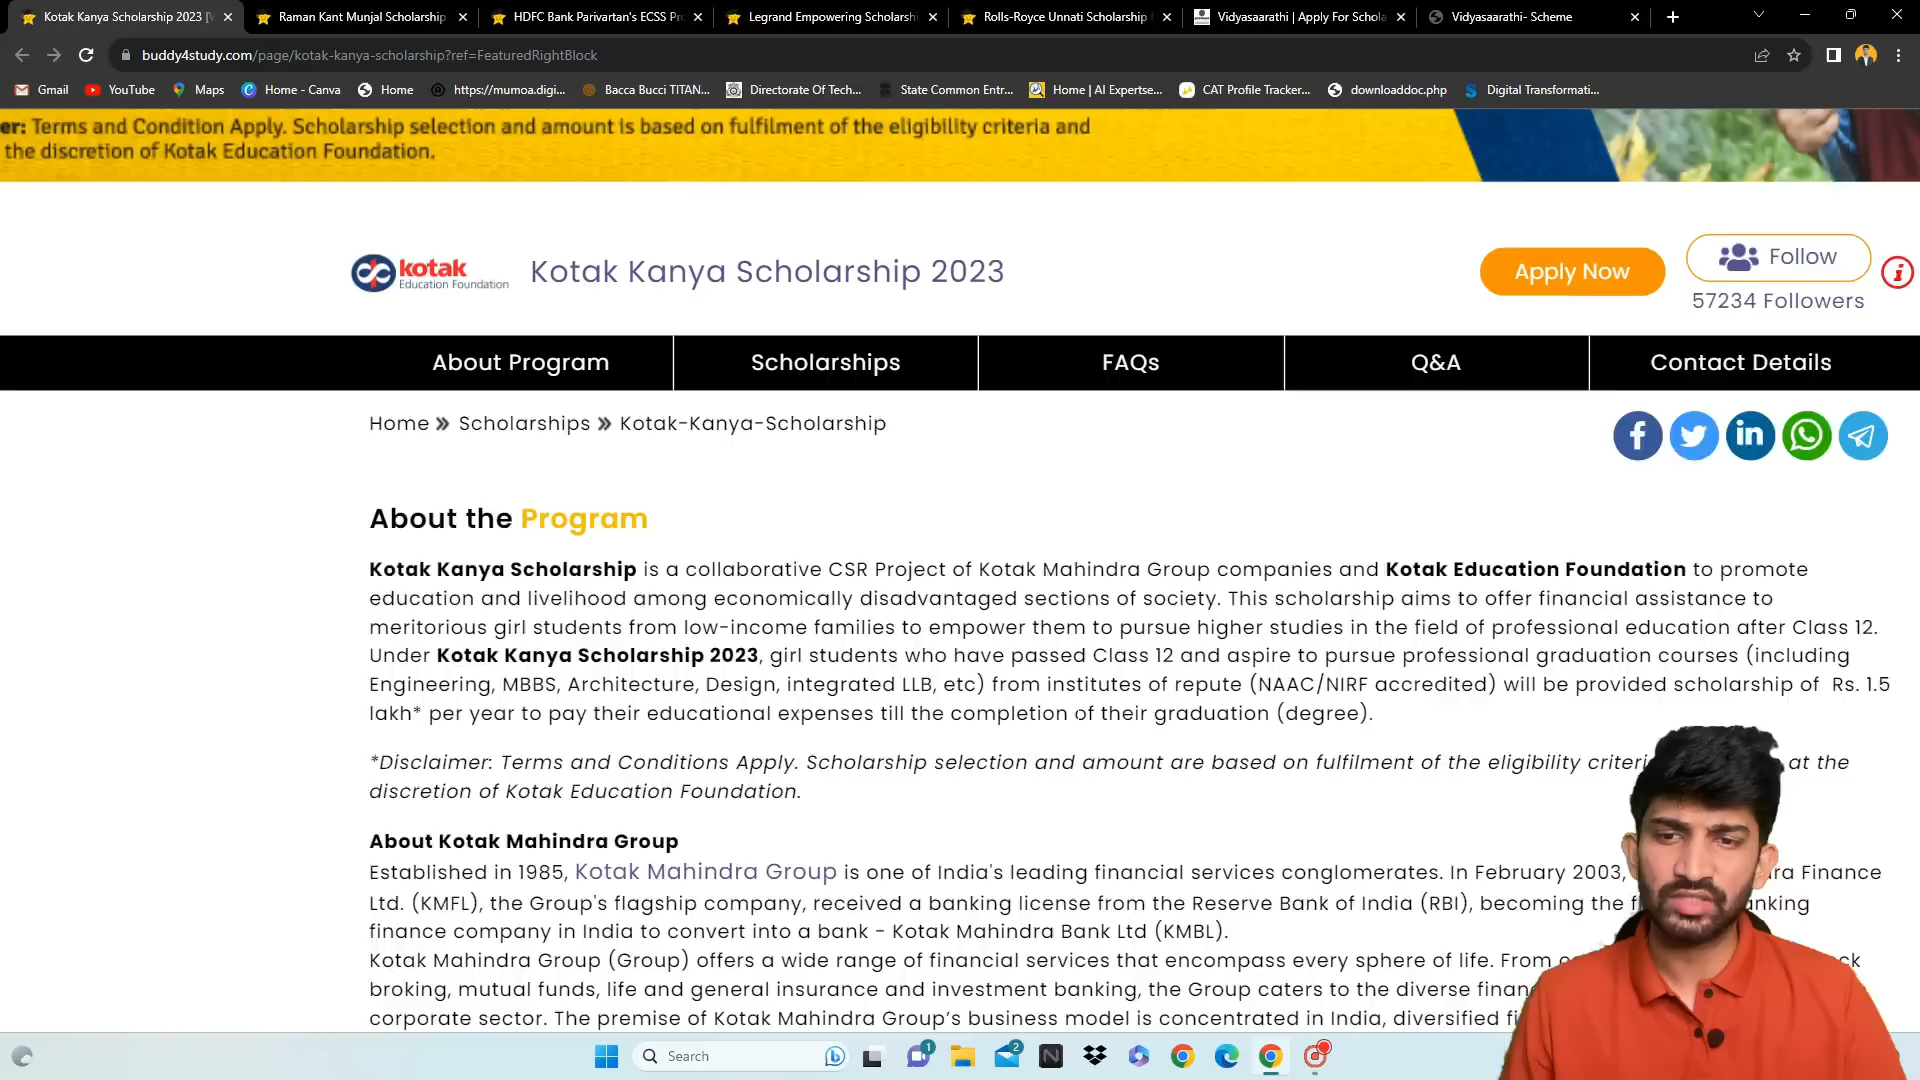 Kotak Kanya Scholarship 2023 [
Raman Kant Munjal Scholarship
HDFC Bank Parivartan's ECSS Pr
Legrand Empowering Scholarsh
Rolls-Royce Unnati Scholarship
Vidyasaarathi | Apply For Schola
Vidyasaarathi- Scheme
buddy4study.com/page/kotak-kanya-scholarship?ref=FeaturedRightBlock
Gmail
YouTube
Maps
Home - Canva
Home
https://mumoa.digi...
Bacca Bucci TITAN...
Directorate Of Tech...
State Common Entr...
Home | AI Expertse...
CAT Profile Tracker...
downloaddoc.php
Digital Transformati...
er: Terms and Condition Apply. Scholarship selection and amount is based on fulfilment of the eligibility criteria and
the discretion of Kotak Education Foundation.
kotak
Education Foundation
Kotak Kanya Scholarship 2023
Apply Now
Follow
57234 Followers
About Program
Scholarships
FAQs
Q&A
Contact Details
Home » Scholarships » Kotak-Kanya-Scholarship
About the Program
Kotak Kanya Scholarship is a collaborative CSR Project of Kotak Mahindra Group companies and Kotak Education Foundation to promote
education and livelihood among economically disadvantaged sections of society. This scholarship aims to offer financial assistance to
meritorious girl students from low-income families to empower them to pursue higher studies in the field of professional education after Class 12.
Under Kotak Kanya Scholarship 2023, girl students who have passed Class 12 and aspire to pursue professional graduation courses (including
Engineering, MBBS, Architecture, Design, integrated LLB, etc) from institutes of repute (NAAC/NIRF accredited) will be provided scholarship of Rs. 1.5
lakh* per year to pay their educational expenses till the completion of their graduation (degree).
*Disclaimer: Terms and Conditions Apply. Scholarship selection and amount are based on fulfilment of the eligibility criteri at the
discretion of Kotak Education Foundation.
About Kotak Mahindra Group
Established in 1985, Kotak Mahindra Group is one of India's leading financial services conglomerates. In February 2003, ra Finance
Ltd. (KMFL), the Group's flagship company, received a banking license from the Reserve Bank of India (RBI), becoming the f anking
finance company in India to convert into a bank - Kotak Mahindra Bank Ltd (KMBL).
Kotak Mahindra Group (Group) offers a wide range of financial services that encompass every sphere of life. From ck
broking, mutual funds, life and general insurance and investment banking, the Group caters to the diverse finan
corporate sector. The premise of Kotak Mahindra Group's business model is concentrated in India, diversified fi
Search
1
2